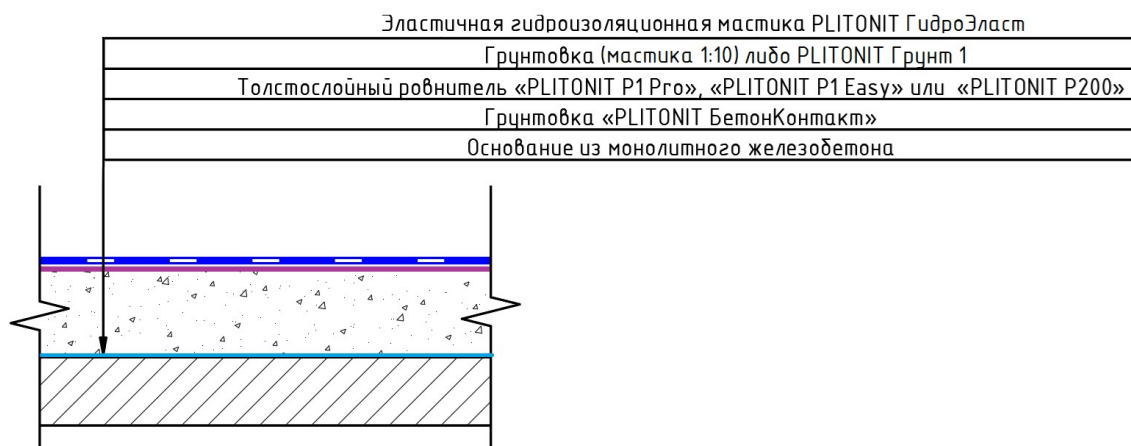 Эластичная гидроизоляционная мастика PLITONIT ГидроЭласт
Грунтовка (мастика 1:10) либо PLITONIT Грунт 1
Толстослойный ровнитель «PLITONIT P1 Pro», «PLITONIT P1 Easy» или «PLITONIT P200»
Грунтовка «PLITONIT БетонКонтакт»
Основание из монолитного железобетона